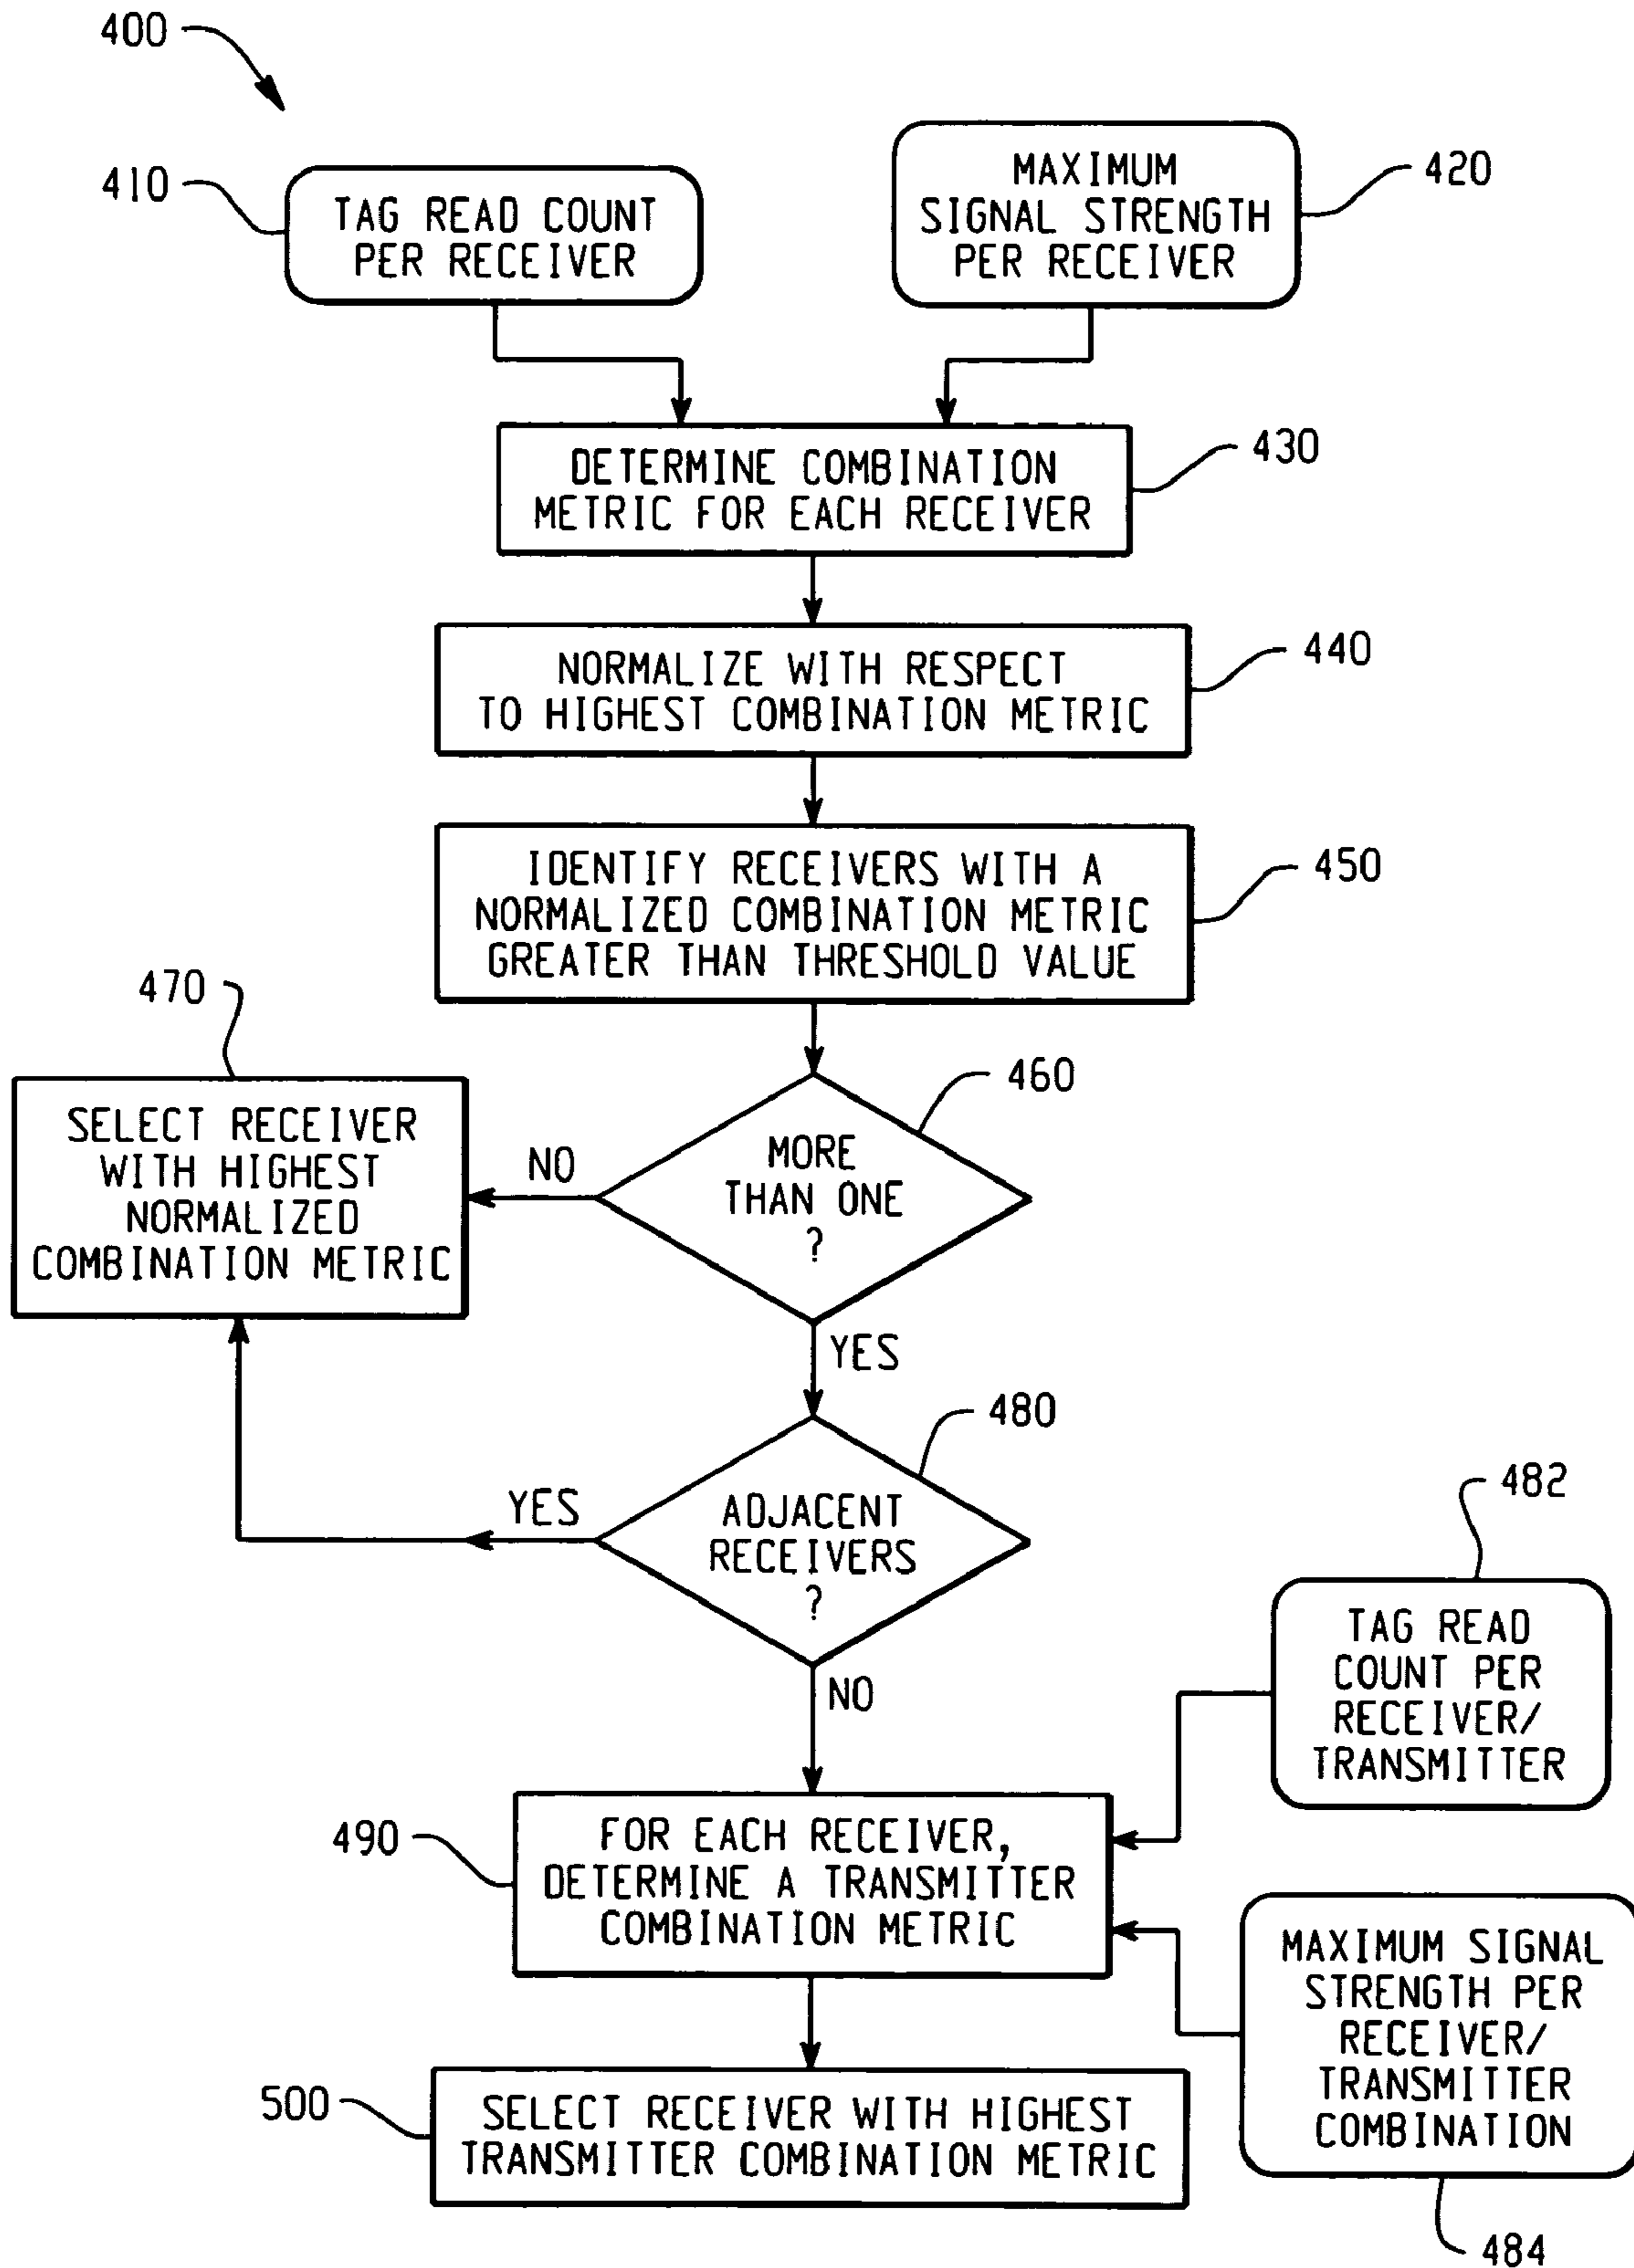 400
410
TAG READ COUNT
PER RECEIVER
MAXIMUM
SIGNAL STRENGTH
PER RECEIVER
420
DETERMINE COMBINATION
METRIC FOR EACH RECEIVER
430
NORMALIZE WITH RESPECT
TO HIGHEST COMBINATION METRIC
440
IDENTIFY RECEIVERS WITH A
NORMALIZED COMBINATION METRIC
GREATER THAN THRESHOLD VALUE
450
470
SELECT RECEIVER
WITH HIGHEST
NORMALIZED
COMBINATION METRIC
NO
MORE
THAN ONE
?
460
YES
480
YES
ADJACENT
RECEIVERS
?
NO
482
TAG READ
COUNT PER
RECEIVER/
TRANSMITTER
490
FOR EACH RECEIVER,
DETERMINE A TRANSMITTER
COMBINATION METRIC
MAXIMUM SIGNAL
STRENGTH PER
RECEIVER/
TRANSMITTER
COMBINATION
484
500
SELECT RECEIVER WITH HIGHEST
TRANSMITTER COMBINATION METRIC